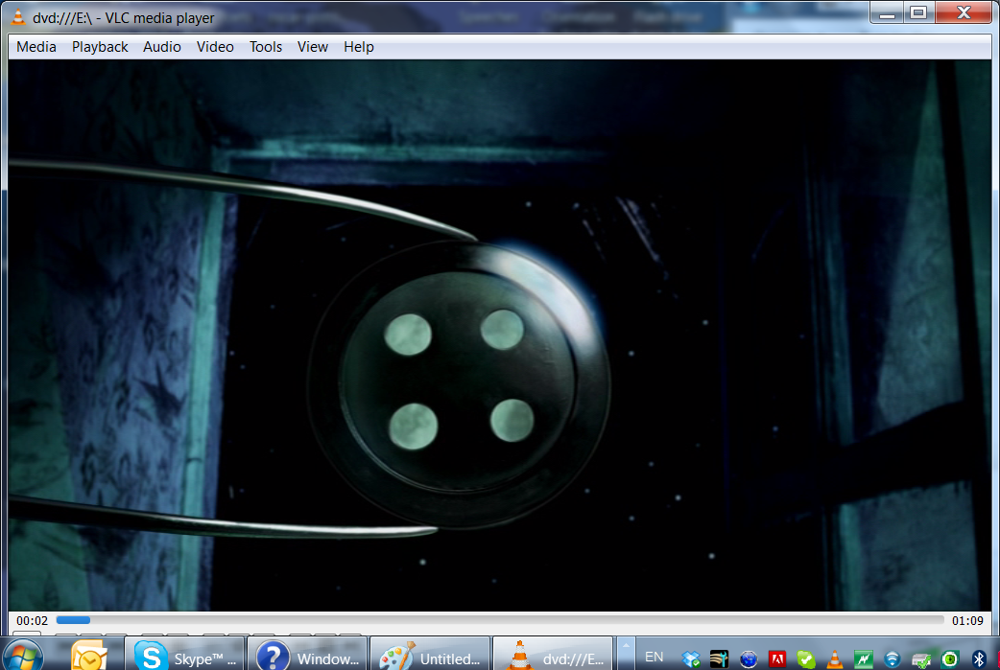 dvd:///E:\ - VLC media player
Media Playback Audio Video Tools View Help
00:02 01:09
Skype™ ... Window... Untitled... dvd:///E:... EN